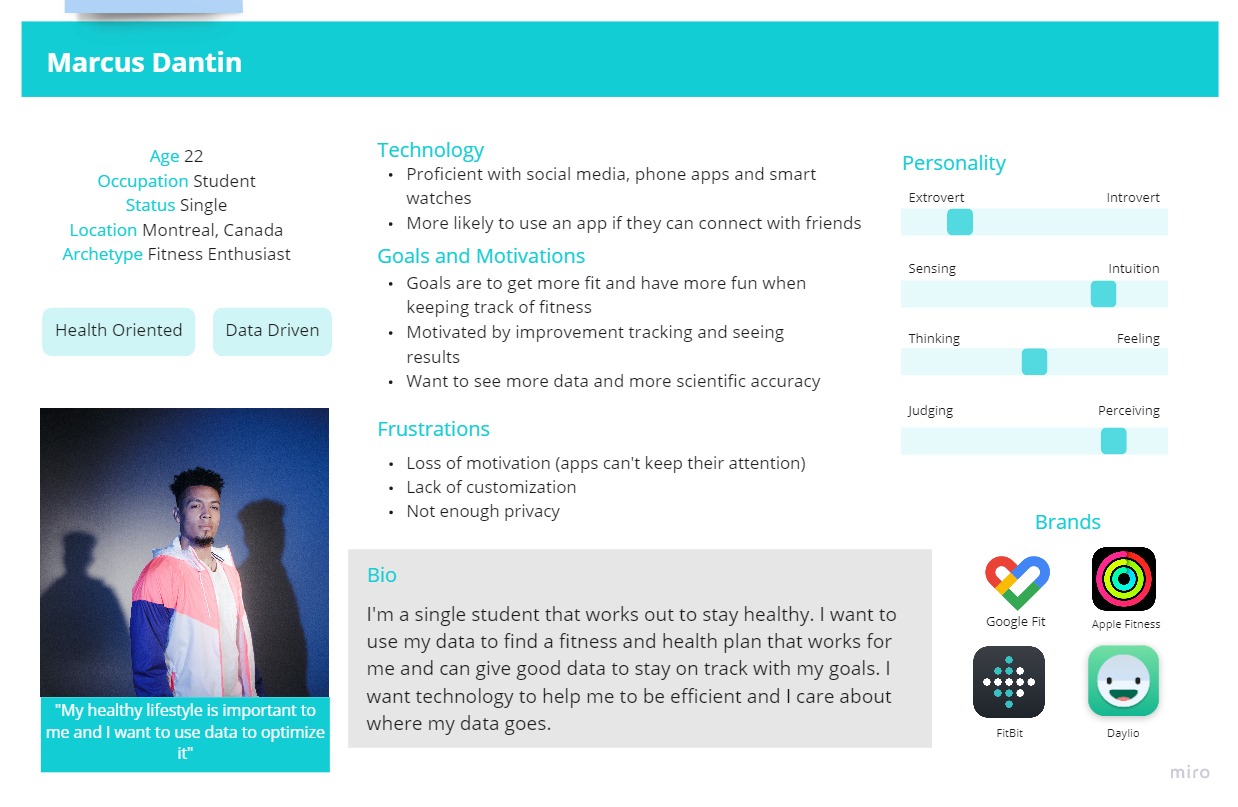 Marcus Dantin
Age 22
Occupation Student
Status Single
Location Montreal, Canada
Archetype Fitness Enthusiast
Health Oriented
Data Driven
"My healthy lifestyle is important to
me and I want to use data to optimize
it"
Technology
• Proficient with social media, phone apps and smart
watches
• More likely to use an app if they can connect with friends
Goals and Motivations
• Goals are to get more fit and have more fun when
keeping track of fitness
• Motivated by improvement tracking and seeing
results
• Want to see more data and more scientific accuracy
Frustrations
• Loss of motivation (apps can't keep their attention)
• Lack of customization
• Not enough privacy
Bio
I'm a single student that works out to stay healthy. I want to
use my data to find a fitness and health plan that works for
me and can give good data to stay on track with my goals. I
want technology to help me to be efficient and I care about
where my data goes.
Personality
Extrovert Introvert
Sensing Intuition
Thinking Feeling
Judging Perceiving
Brands
Google Fit
Apple Fitness
FitBit
Daylio
miro